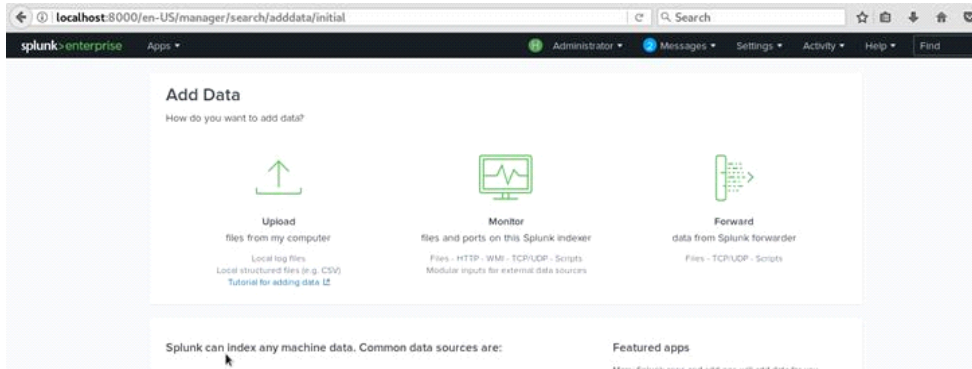 localhost:8000/en-US/manager/search/adddata/initial
Search
splunk>enterprise Apps Administrator 2 Messages Settings Activity Help Find
Add Data
How do you want to add data?
Upload
files from my computer
Local log files
Local structured files (e.g. CSV)
Tutorial for adding data
Monitor
files and ports on this Splunk indexer
Files - HTTP - WMI - TCP/UDP - Scripts
Modular inputs for external data sources
Forward
data from Splunk forwarder
Files - TCP/UDP - Scripts
Splunk can index any machine data. Common data sources are:
Featured apps